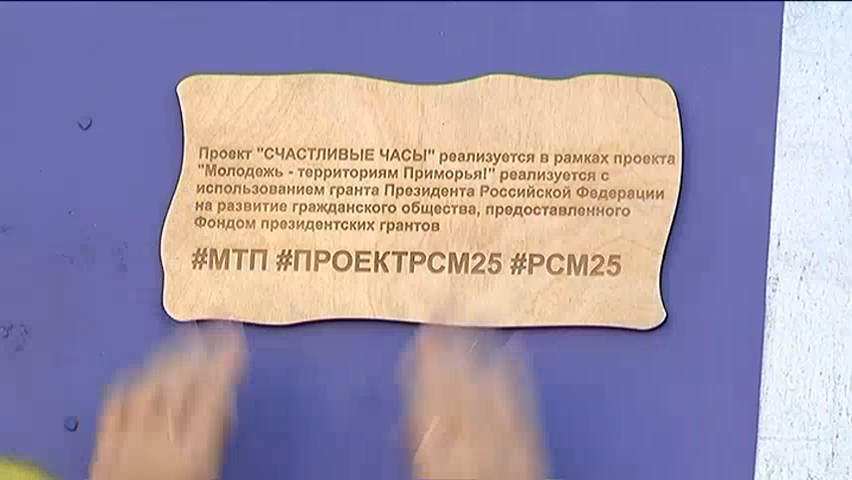 Проект "СЧАСТЛИВЫЕ ЧАСЫ" реализуется в рамках проекта
"Молодежь - территориям Приморья!" реализуется с
использованием гранта Президента Российской Федерации
на развитие гражданского общества, предоставленного
Фондом президентских грантов
#МТП #ПРОЕКТРСМ25 #РСМ25